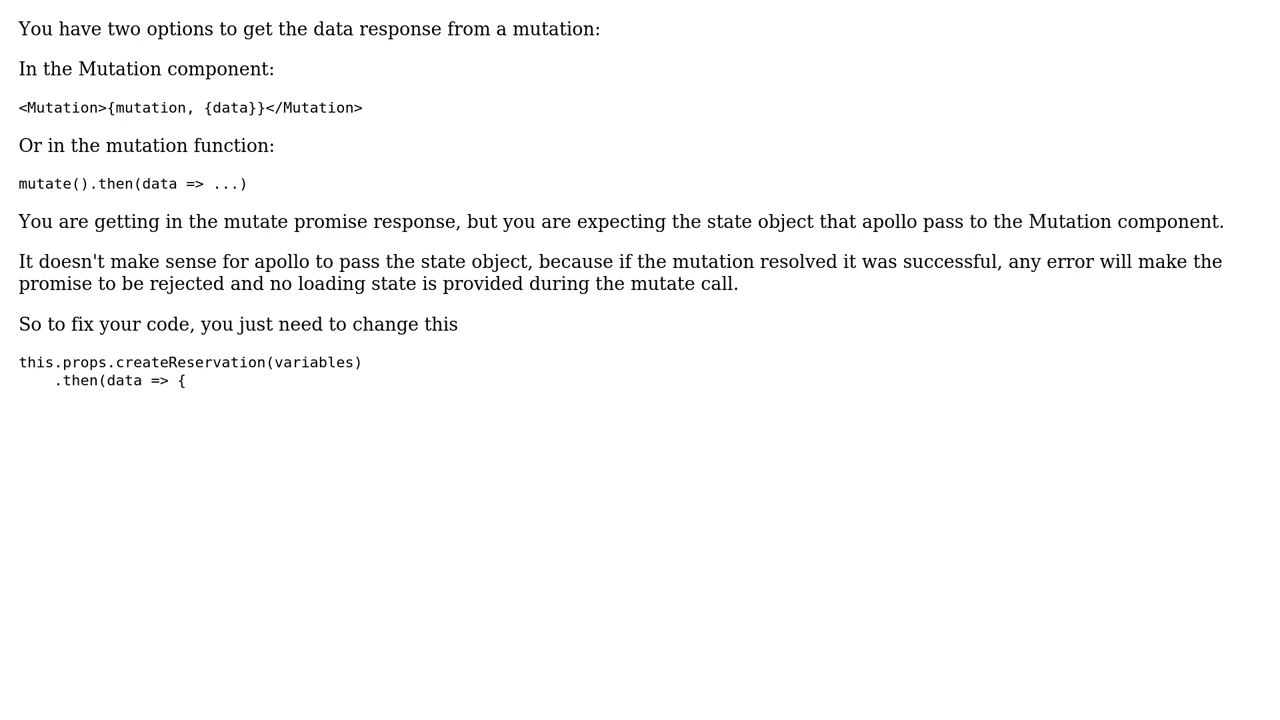 You have two options to get the data response from a mutation:
In the Mutation component:
<Mutation>{mutation, {data}}</Mutation>
Or in the mutation function:
mutate().then(data => ...)
You are getting in the mutate promise response, but you are expecting the state object that apollo pass to the Mutation component.
It doesn't make sense for apollo to pass the state object, because if the mutation resolved it was successful, any error will make the
promise to be rejected and no loading state is provided during the mutate call.
So to fix your code, you just need to change this
this.props.createReservation(variables)
    .then(data => {